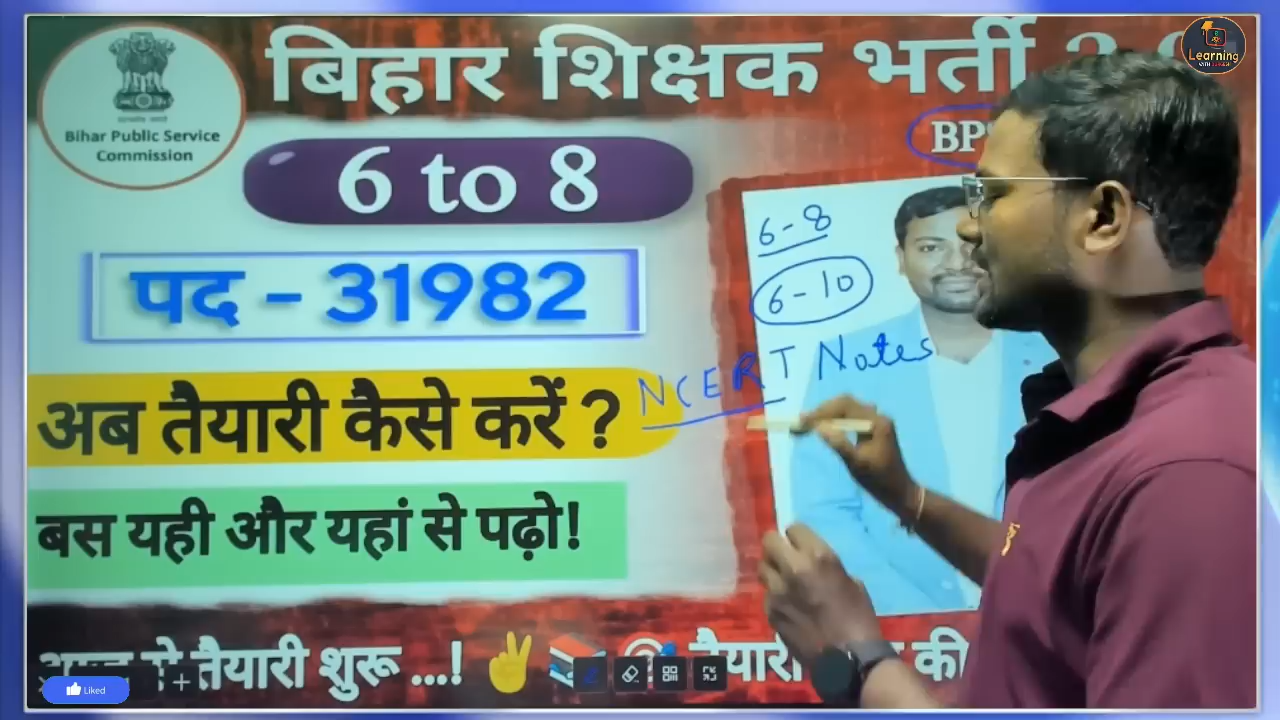 बिहार शिक्षक भर्ती
Learning
Bihar Public Service
Commission
6 to 8
पद - 31982
6-8
6-10
NCERT Notes
अब तैयारी कैसे करें ?
बस यही और यहां से पढ़ो!
से तैयारी शुरू ...!
की
Liked